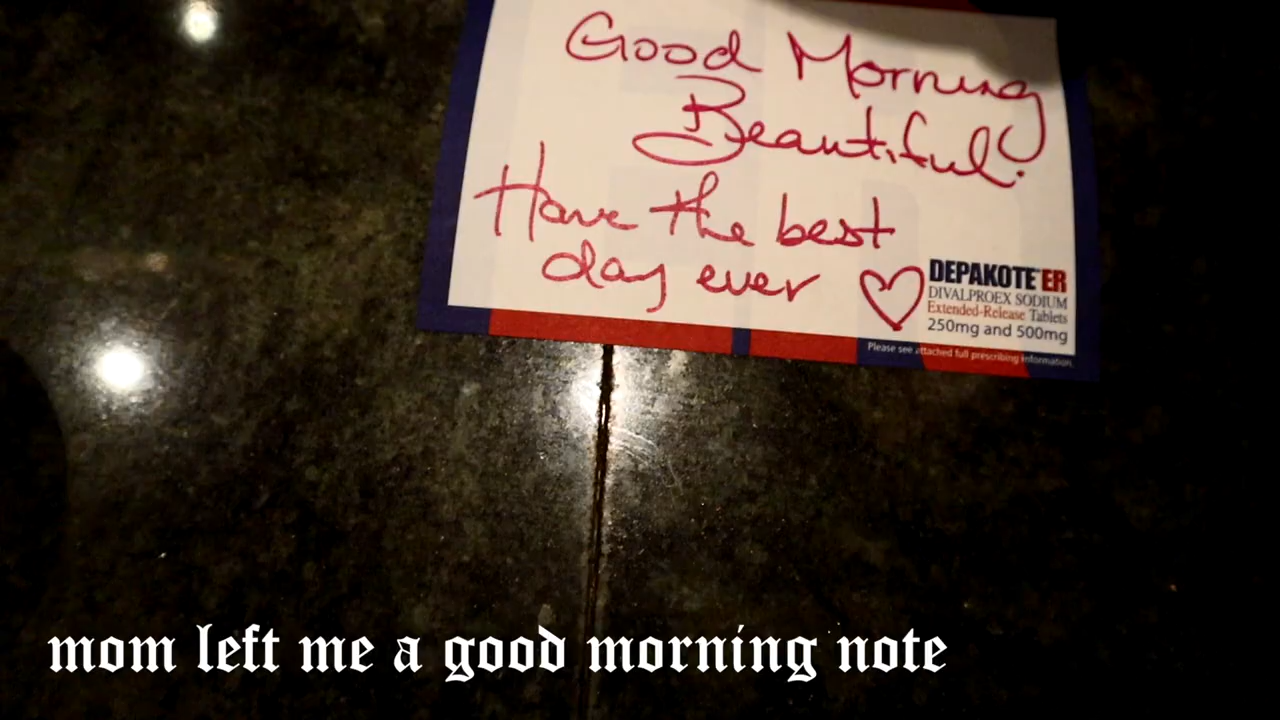 Good Morning
Beautiful!
Have the best
day ever
DEPAKOTE ER
DIVALPROEX SODIUM
Extended-Release Tablets
250mg and 500mg
Please see attached full prescribing information.
mom left me a good morning note